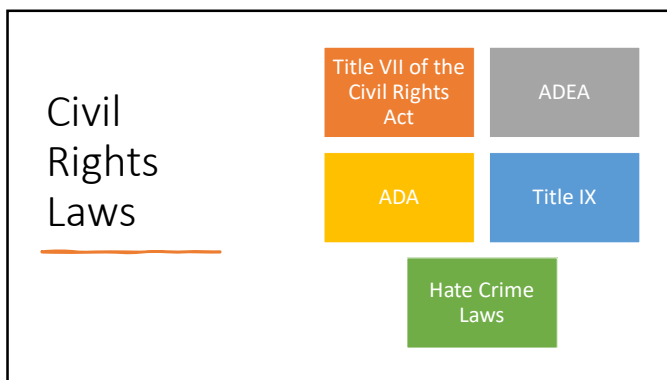 Civil
Rights
Laws
Title VII of the
Civil Rights
Act
ADEA
ADA
Title IX
Hate Crime
Laws